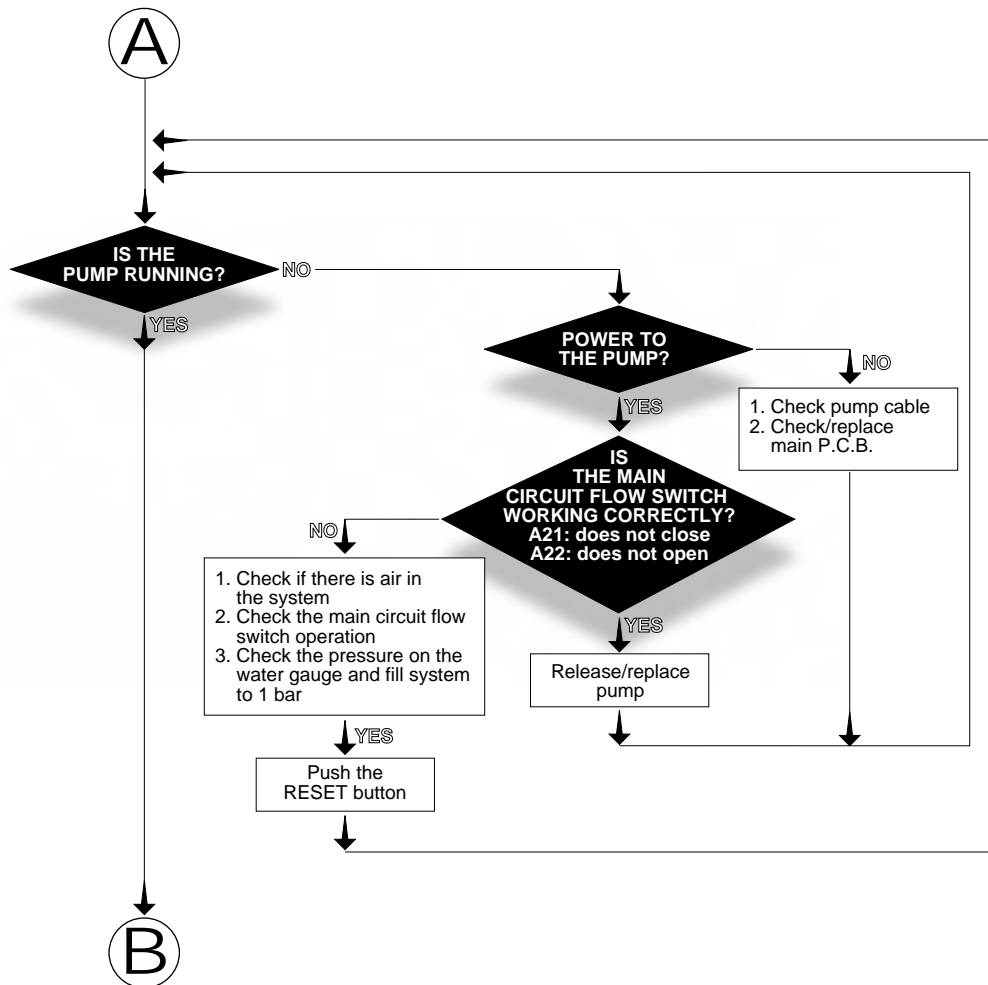 A
IS THE
PUMP RUNNING?
NO
YES
POWER TO
THE PUMP?
NO
YES
1. Check pump cable
2. Check/replace
main P.C.B.
IS
THE MAIN
CIRCUIT FLOW SWITCH
WORKING CORRECTLY?
A21: does not close
A22: does not open
NO
1. Check if there is air in
the system
2. Check the main circuit flow
switch operation
3. Check the pressure on the
water gauge and fill system
to 1 bar
YES
Release/replace
pump
YES
Push the
RESET button
B